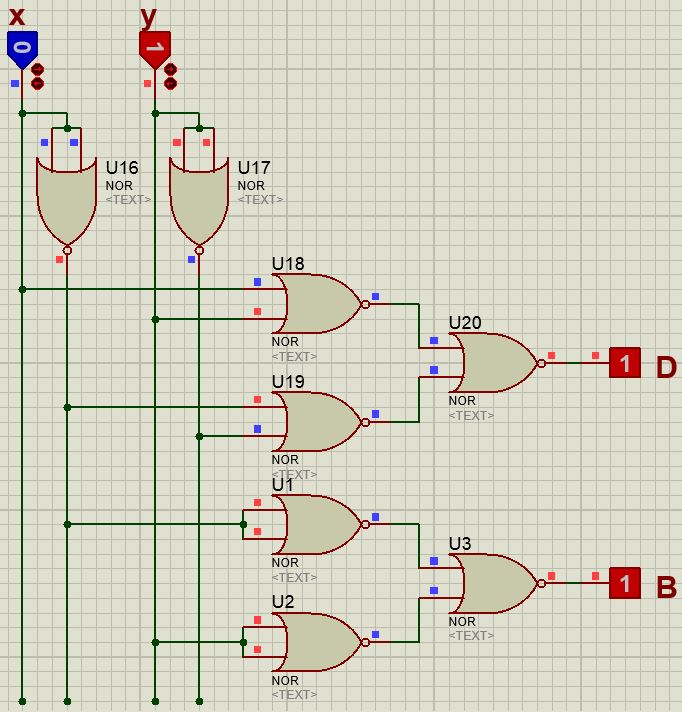 x y
0 1
U16
NOR
<TEXT>
U17
NOR
<TEXT>
U18
NOR
<TEXT>
U20
NOR
<TEXT>
1 D
U19
NOR
<TEXT>
U1
NOR
<TEXT>
U3
NOR
<TEXT>
1 B
U2
NOR
<TEXT>